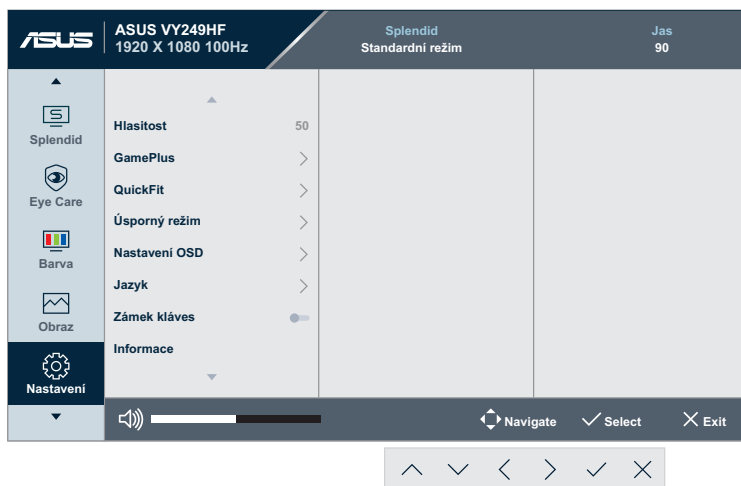 ASUS
ASUS VY249HF
1920 X 1080 100Hz
Splendid
Standardní režim
Jas
90
Splendid
Eye Care
Barva
Obraz
Nastavení
Hlasitost 50
GamePlus
QuickFit
Úsporný režim
Nastavení OSD
Jazyk
Zámek kláves
Informace
Navigate Select Exit